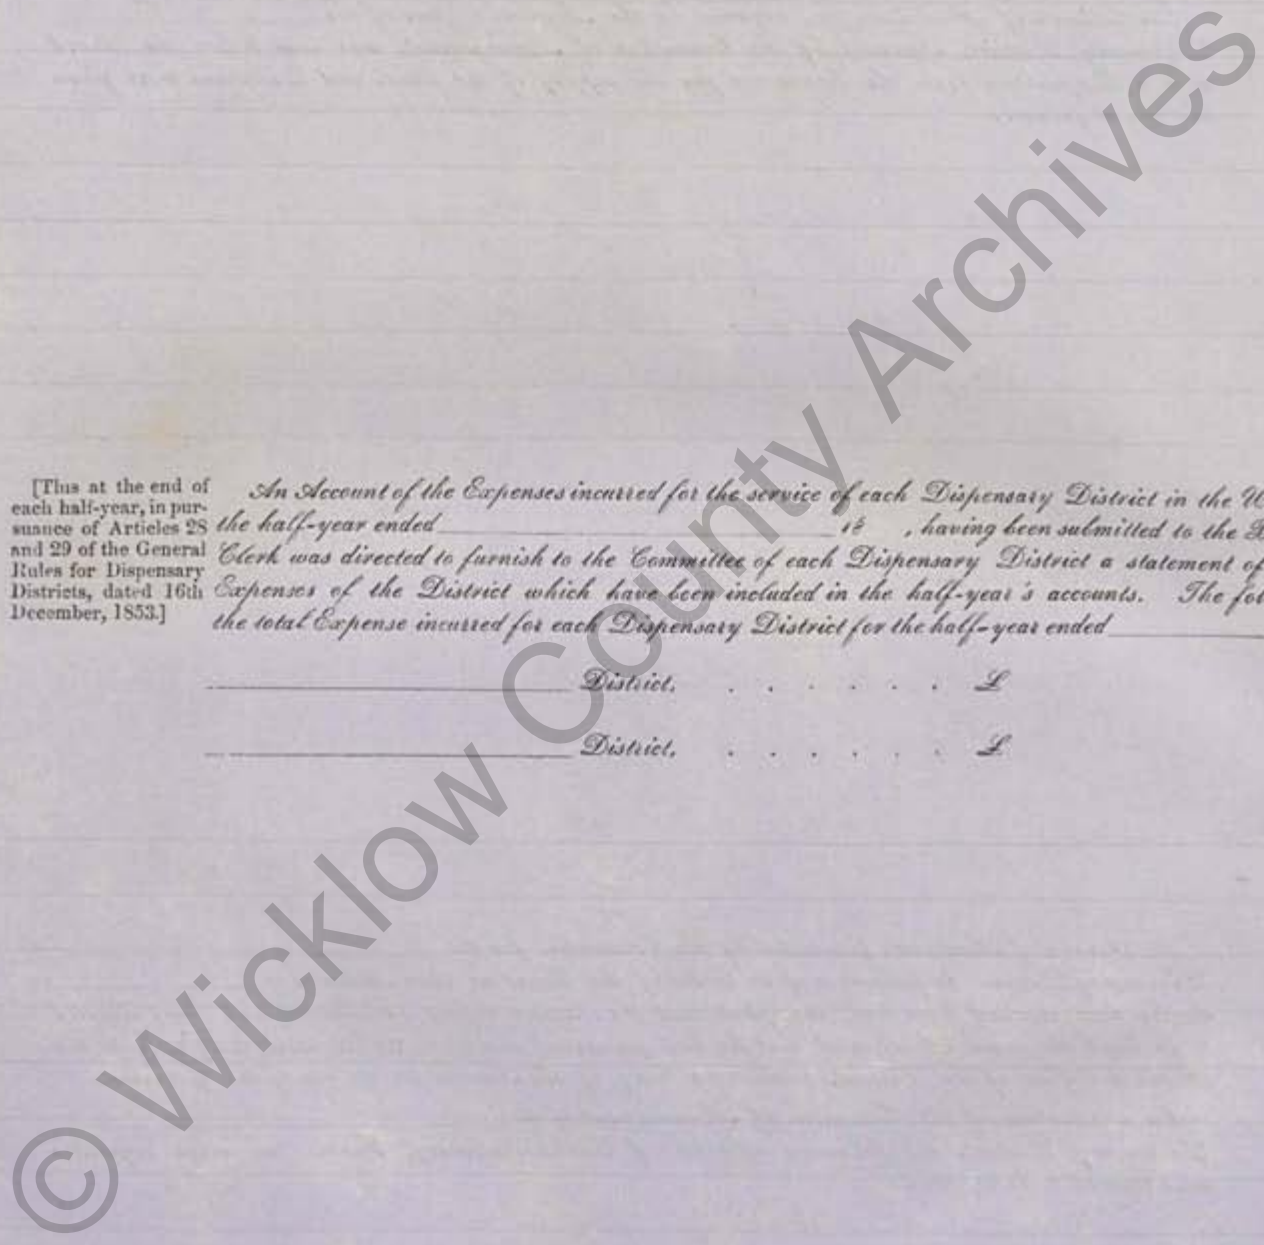 [This at the end of
each half-year, in pur-
suance of Articles 28
and 29 of the General
Rules for Dispensary
Districts, dated 16th
December, 1853.]
An Account of the Expenses incurred for the service of each Dispensary District in the U
the half-year ended 18 , having been submitted to the B
Clerk was directed to furnish to the Committee of each Dispensary District a statement of
Expenses of the District which have been included in the half-year's accounts. The fol
the total Expense incurred for each Dispensary District for the half-year ended
District, . . . . . . £
District, . . . . . . £
© Wicklow County Archives